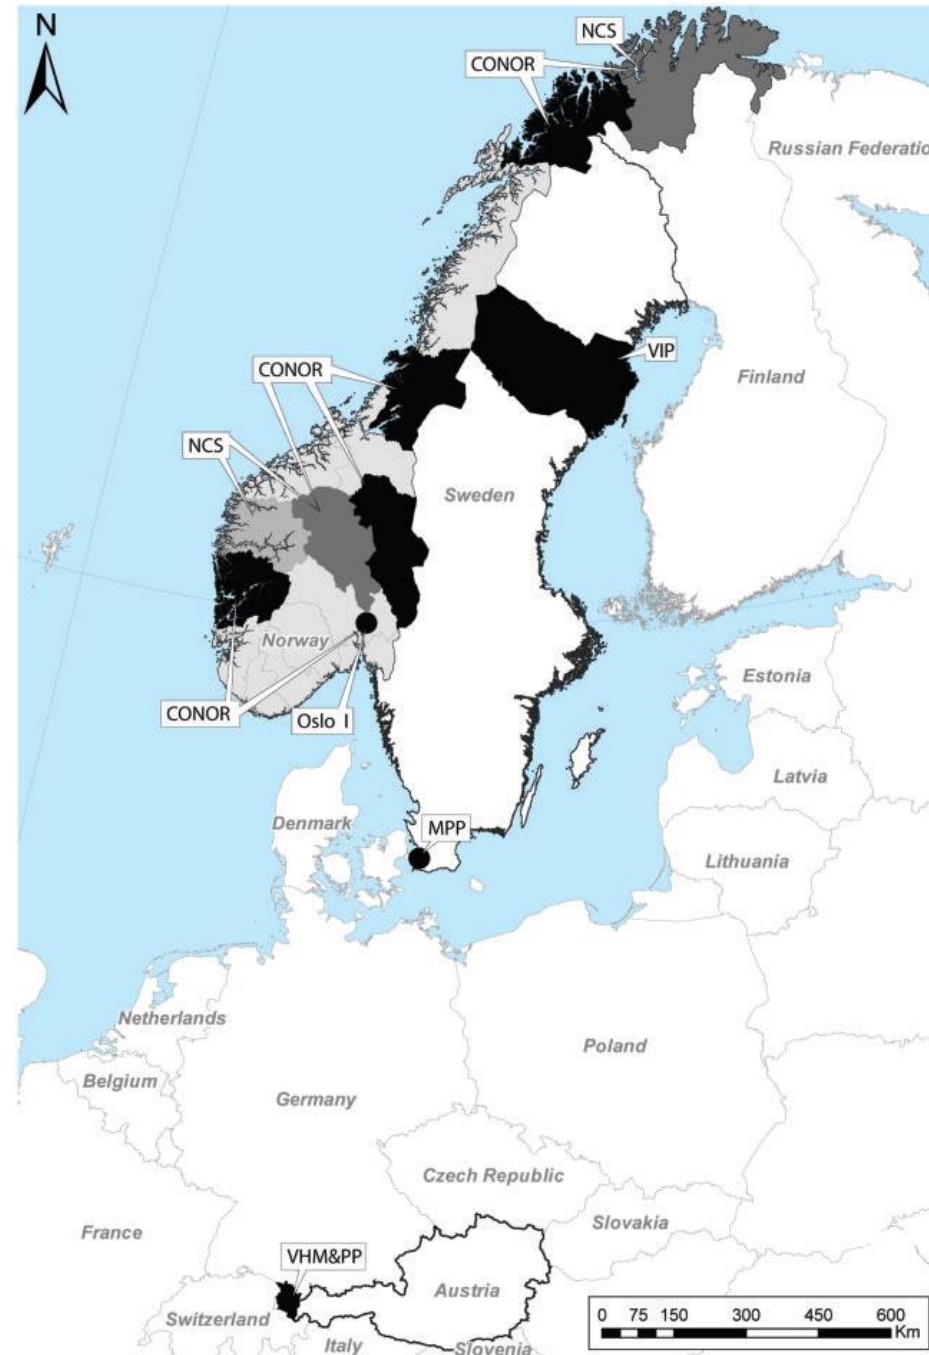 N
NCS
CONOR
Russian Federatio
VIP
CONOR
Finland
NCS
Sweden
Norway
CONOR
Oslo I
Estonia
Latvia
Denmark
MPP
Lithuania
Netherlands
Poland
Belgium
Germany
Czech Republic
Slovakia
France
VHM&PP
Austria
Switzerland
Italy
Slovenia
0 75 150 300 450 600
Km